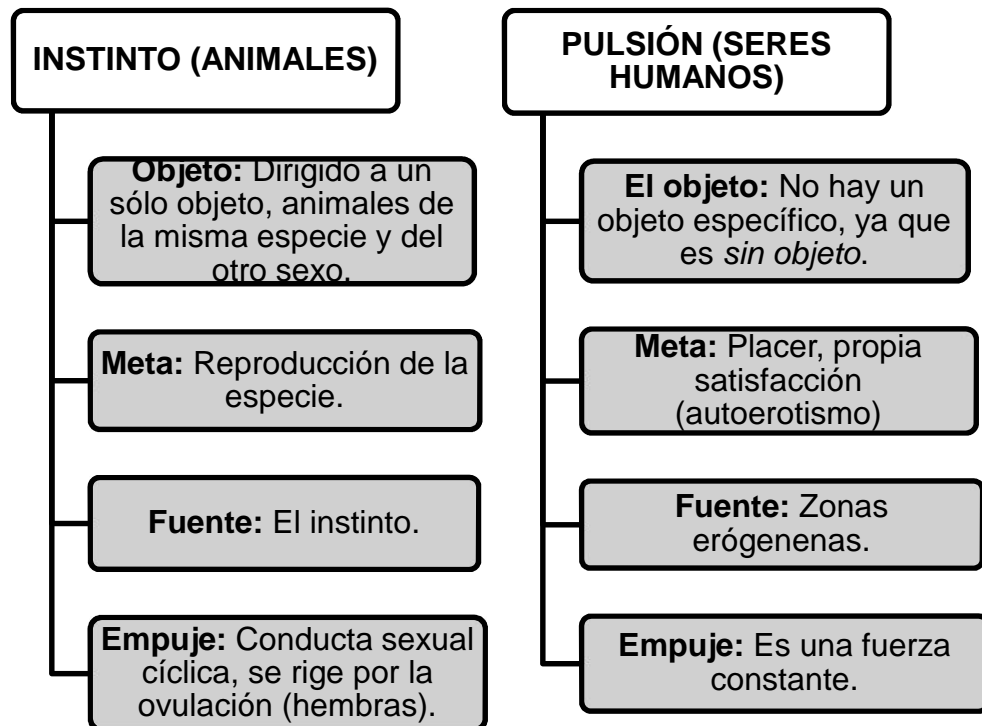 INSTINTO (ANIMALES)
Objeto: Dirigido a un
sólo objeto, animales de
la misma especie y del
otro sexo.
Meta: Reproducción de la
especie.
Fuente: El instinto.
Empuje: Conducta sexual
cíclica, se rige por la
ovulación (hembras).
PULSIÓN (SERES
HUMANOS)
El objeto: No hay un
objeto específico, ya que
es sin objeto.
Meta: Placer, propia
satisfacción
(autoerotismo)
Fuente: Zonas
erógenenas.
Empuje: Es una fuerza
constante.